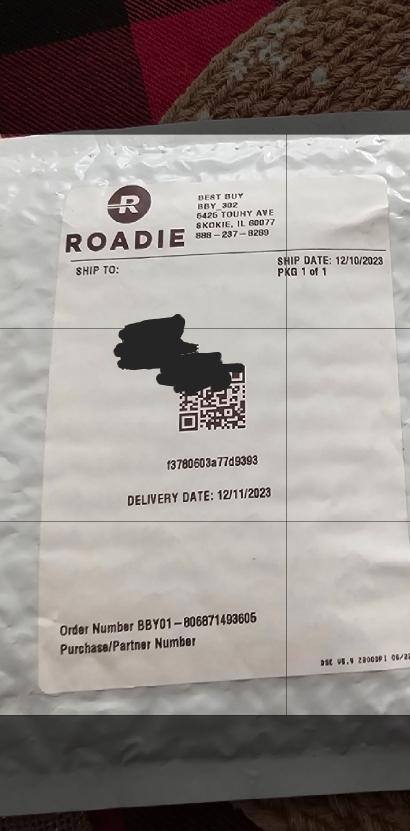 R
ROADIE
BEST BUY
BBY_302
5425 TOUHY AVE
SKOKIE, IL 60077
888-237-8289
SHIP TO:
SHIP DATE: 12/10/2023
PKG 1 of 1
f3780603a77d9393
DELIVERY DATE: 12/11/2023
Order Number BBY01-806871493605
Purchase/Partner Number